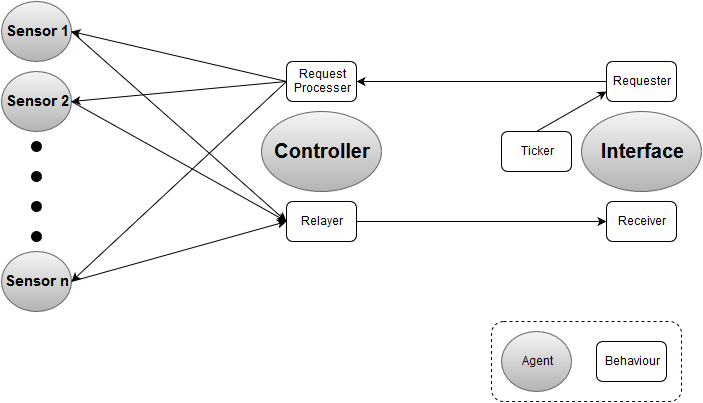 Sensor 1
Request
Processer
Requester
Sensor 2
Controller
Ticker
Interface
Relayer
Receiver
Sensor n
Agent
Behaviour